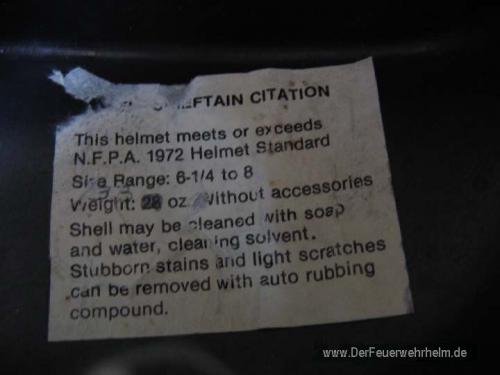 CHIEFTAIN CITATION
This helmet meets or exceeds
N.F.P.A. 1972 Helmet Standard
Size Range: 6-1/4 to 8
Weight: 28 oz. Without accessories
Shell may be cleaned with soap
and water, cleaning solvent.
Stubborn stains and light scratches
can be removed with auto rubbing
compound.
www.DerFeuerwehrhelm.de